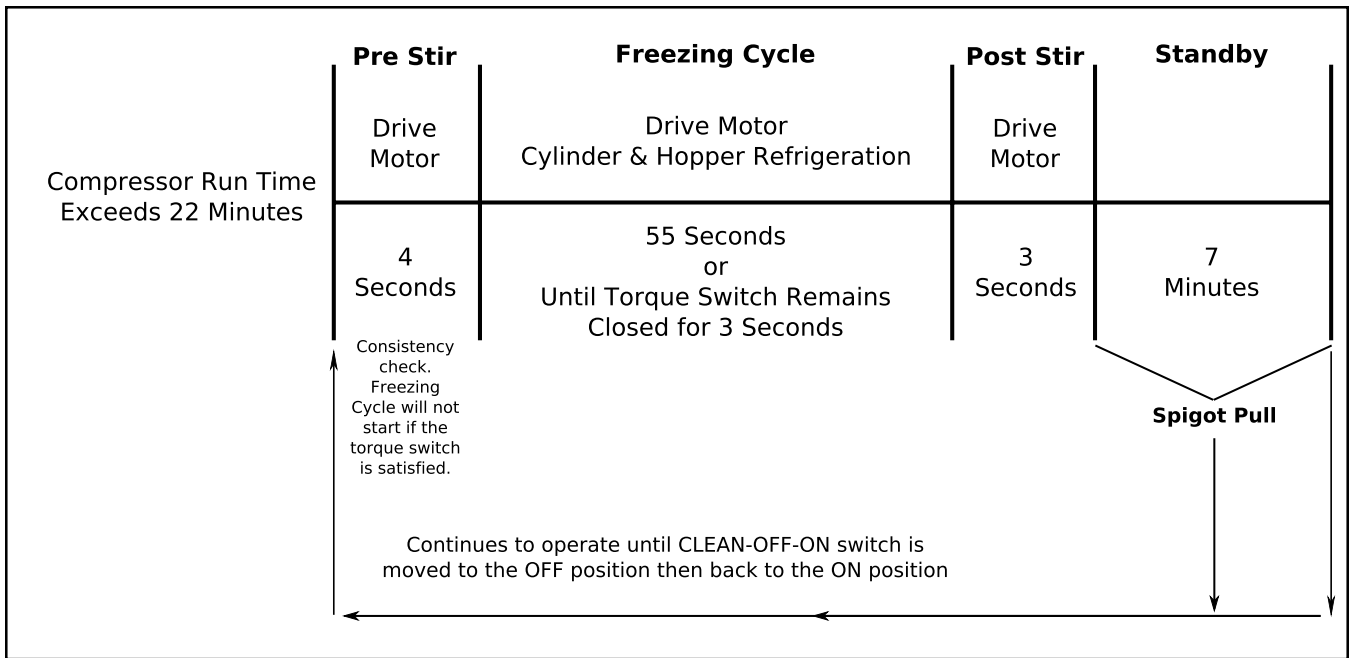 Pre Stir
Freezing Cycle
Post Stir
Standby
Drive
Motor
Drive Motor
Cylinder & Hopper Refrigeration
Drive
Motor
Compressor Run Time
Exceeds 22 Minutes
4
Seconds
55 Seconds
or
Until Torque Switch Remains
Closed for 3 Seconds
3
Seconds
7
Minutes
Consistency
check.
Freezing
Cycle will not
start if the
torque switch
is satisfied.
Spigot Pull
Continues to operate until CLEAN-OFF-ON switch is
moved to the OFF position then back to the ON position